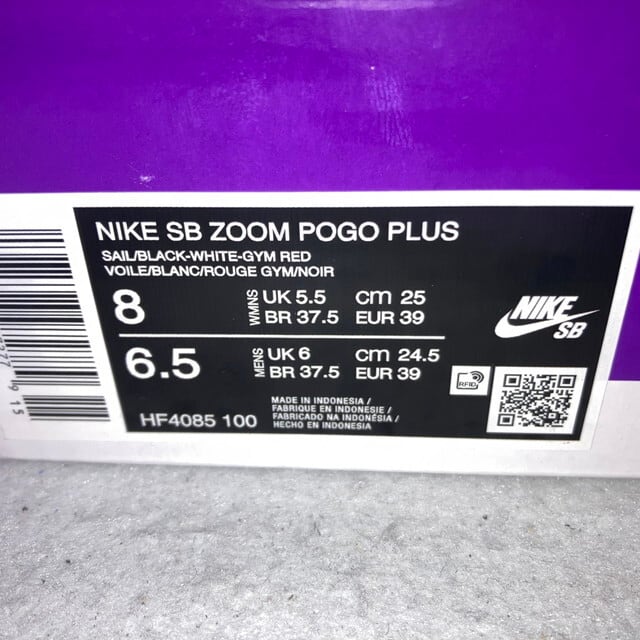 NIKE SB ZOOM POGO PLUS
SAIL/BLACK-WHITE-GYM RED
VOILE/BLANC/ROUGE GYM/NOIR
8 WMNS UK 5.5 cm 25
BR 37.5 EUR 39
6.5 MENS UK 6 cm 24.5
BR 37.5 EUR 39
HF4085 100
MADE IN INDONESIA /
FABRIQUE EN INDONESIE /
FABRICADO NA INDONÉSIA /
HECHO EN INDONESIA
RFID
NIKE
SB